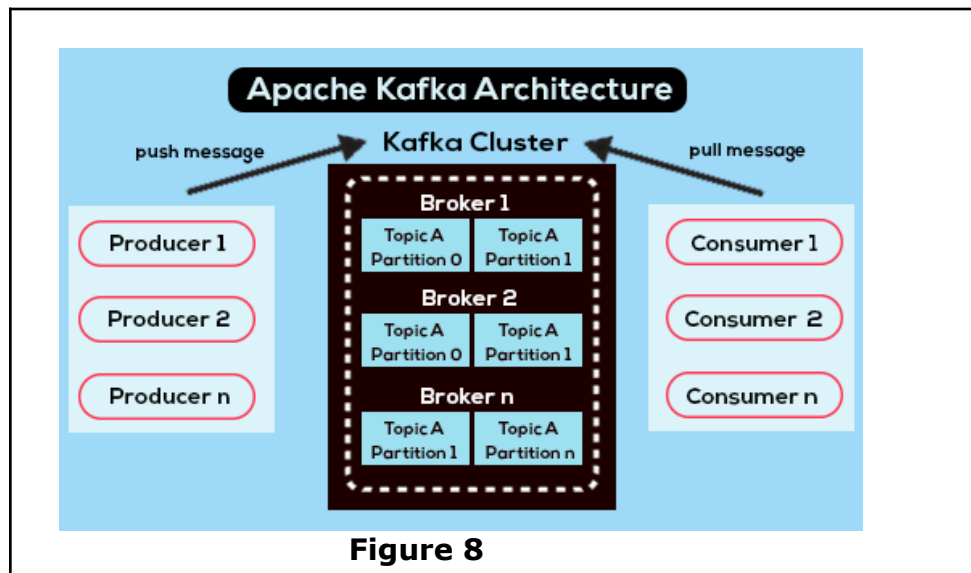 Apache Kafka Architecture
push message
Kafka Cluster
pull message
Producer 1
Producer 2
Producer n
Broker 1
Topic A
Partition 0
Topic A
Partition 1
Broker 2
Topic A
Partition 0
Topic A
Partition 1
Broker n
Topic A
Partition 1
Topic A
Partition n
Consumer 1
Consumer 2
Consumer n
Figure 8